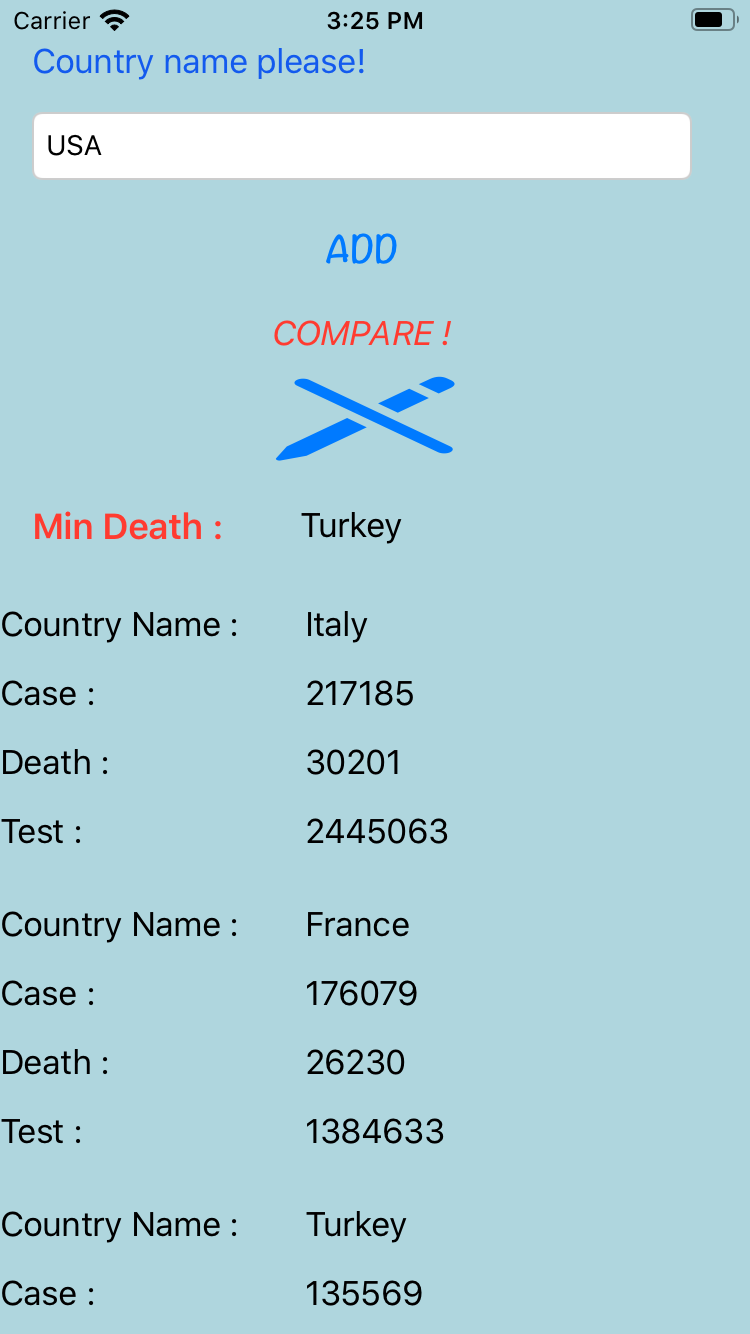 Carrier 3:25 PM
Country name please!
USA
ADD
COMPARE !
Min Death : Turkey
Country Name : Italy
Case : 217185
Death : 30201
Test : 2445063
Country Name : France
Case : 176079
Death : 26230
Test : 1384633
Country Name : Turkey
Case : 135569